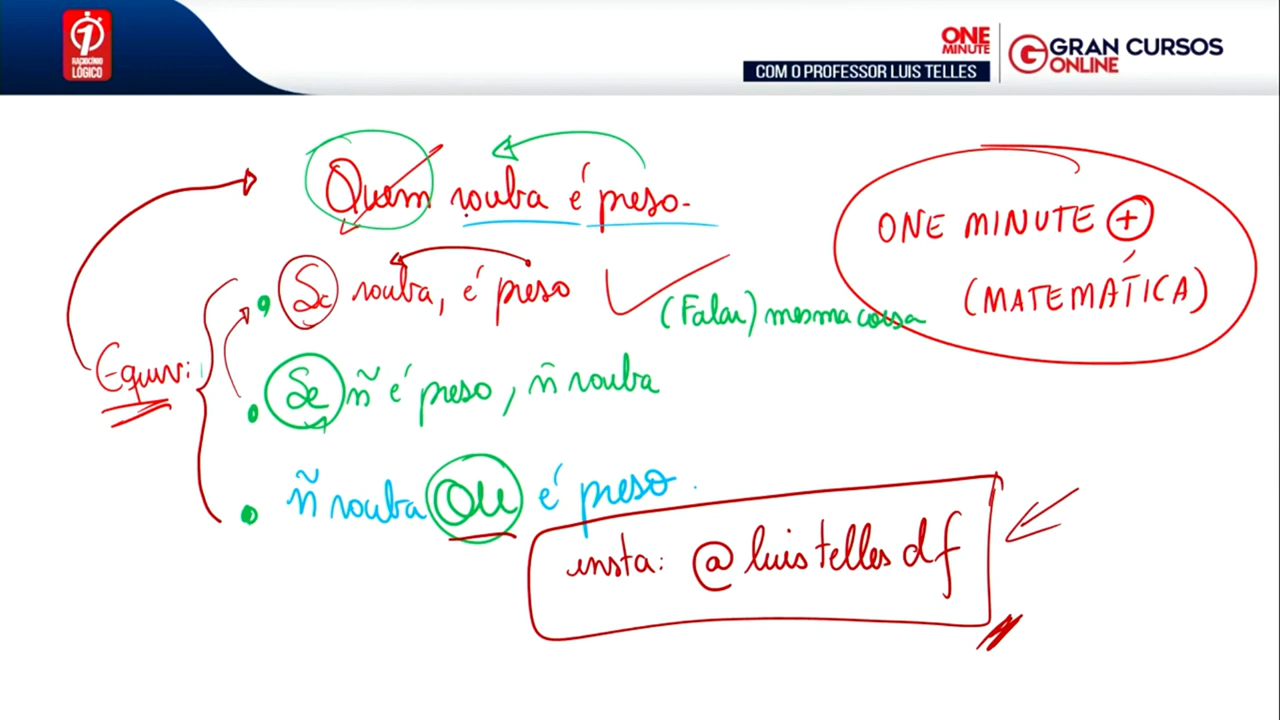 1
RACIOCÍNIO
LÓGICO
ONE
MINUTE
COM O PROFESSOR LUIS TELLES
GRAN CURSOS
ONLINE
Quem rouba é preso.
ONE MINUTE +
(MATEMÁTICA)
Se rouba, é preso
(Falar) mesma coisa
Equiv:
Se ñ é preso, ñ rouba
ñ rouba OU é preso.
insta: @luistellesdf